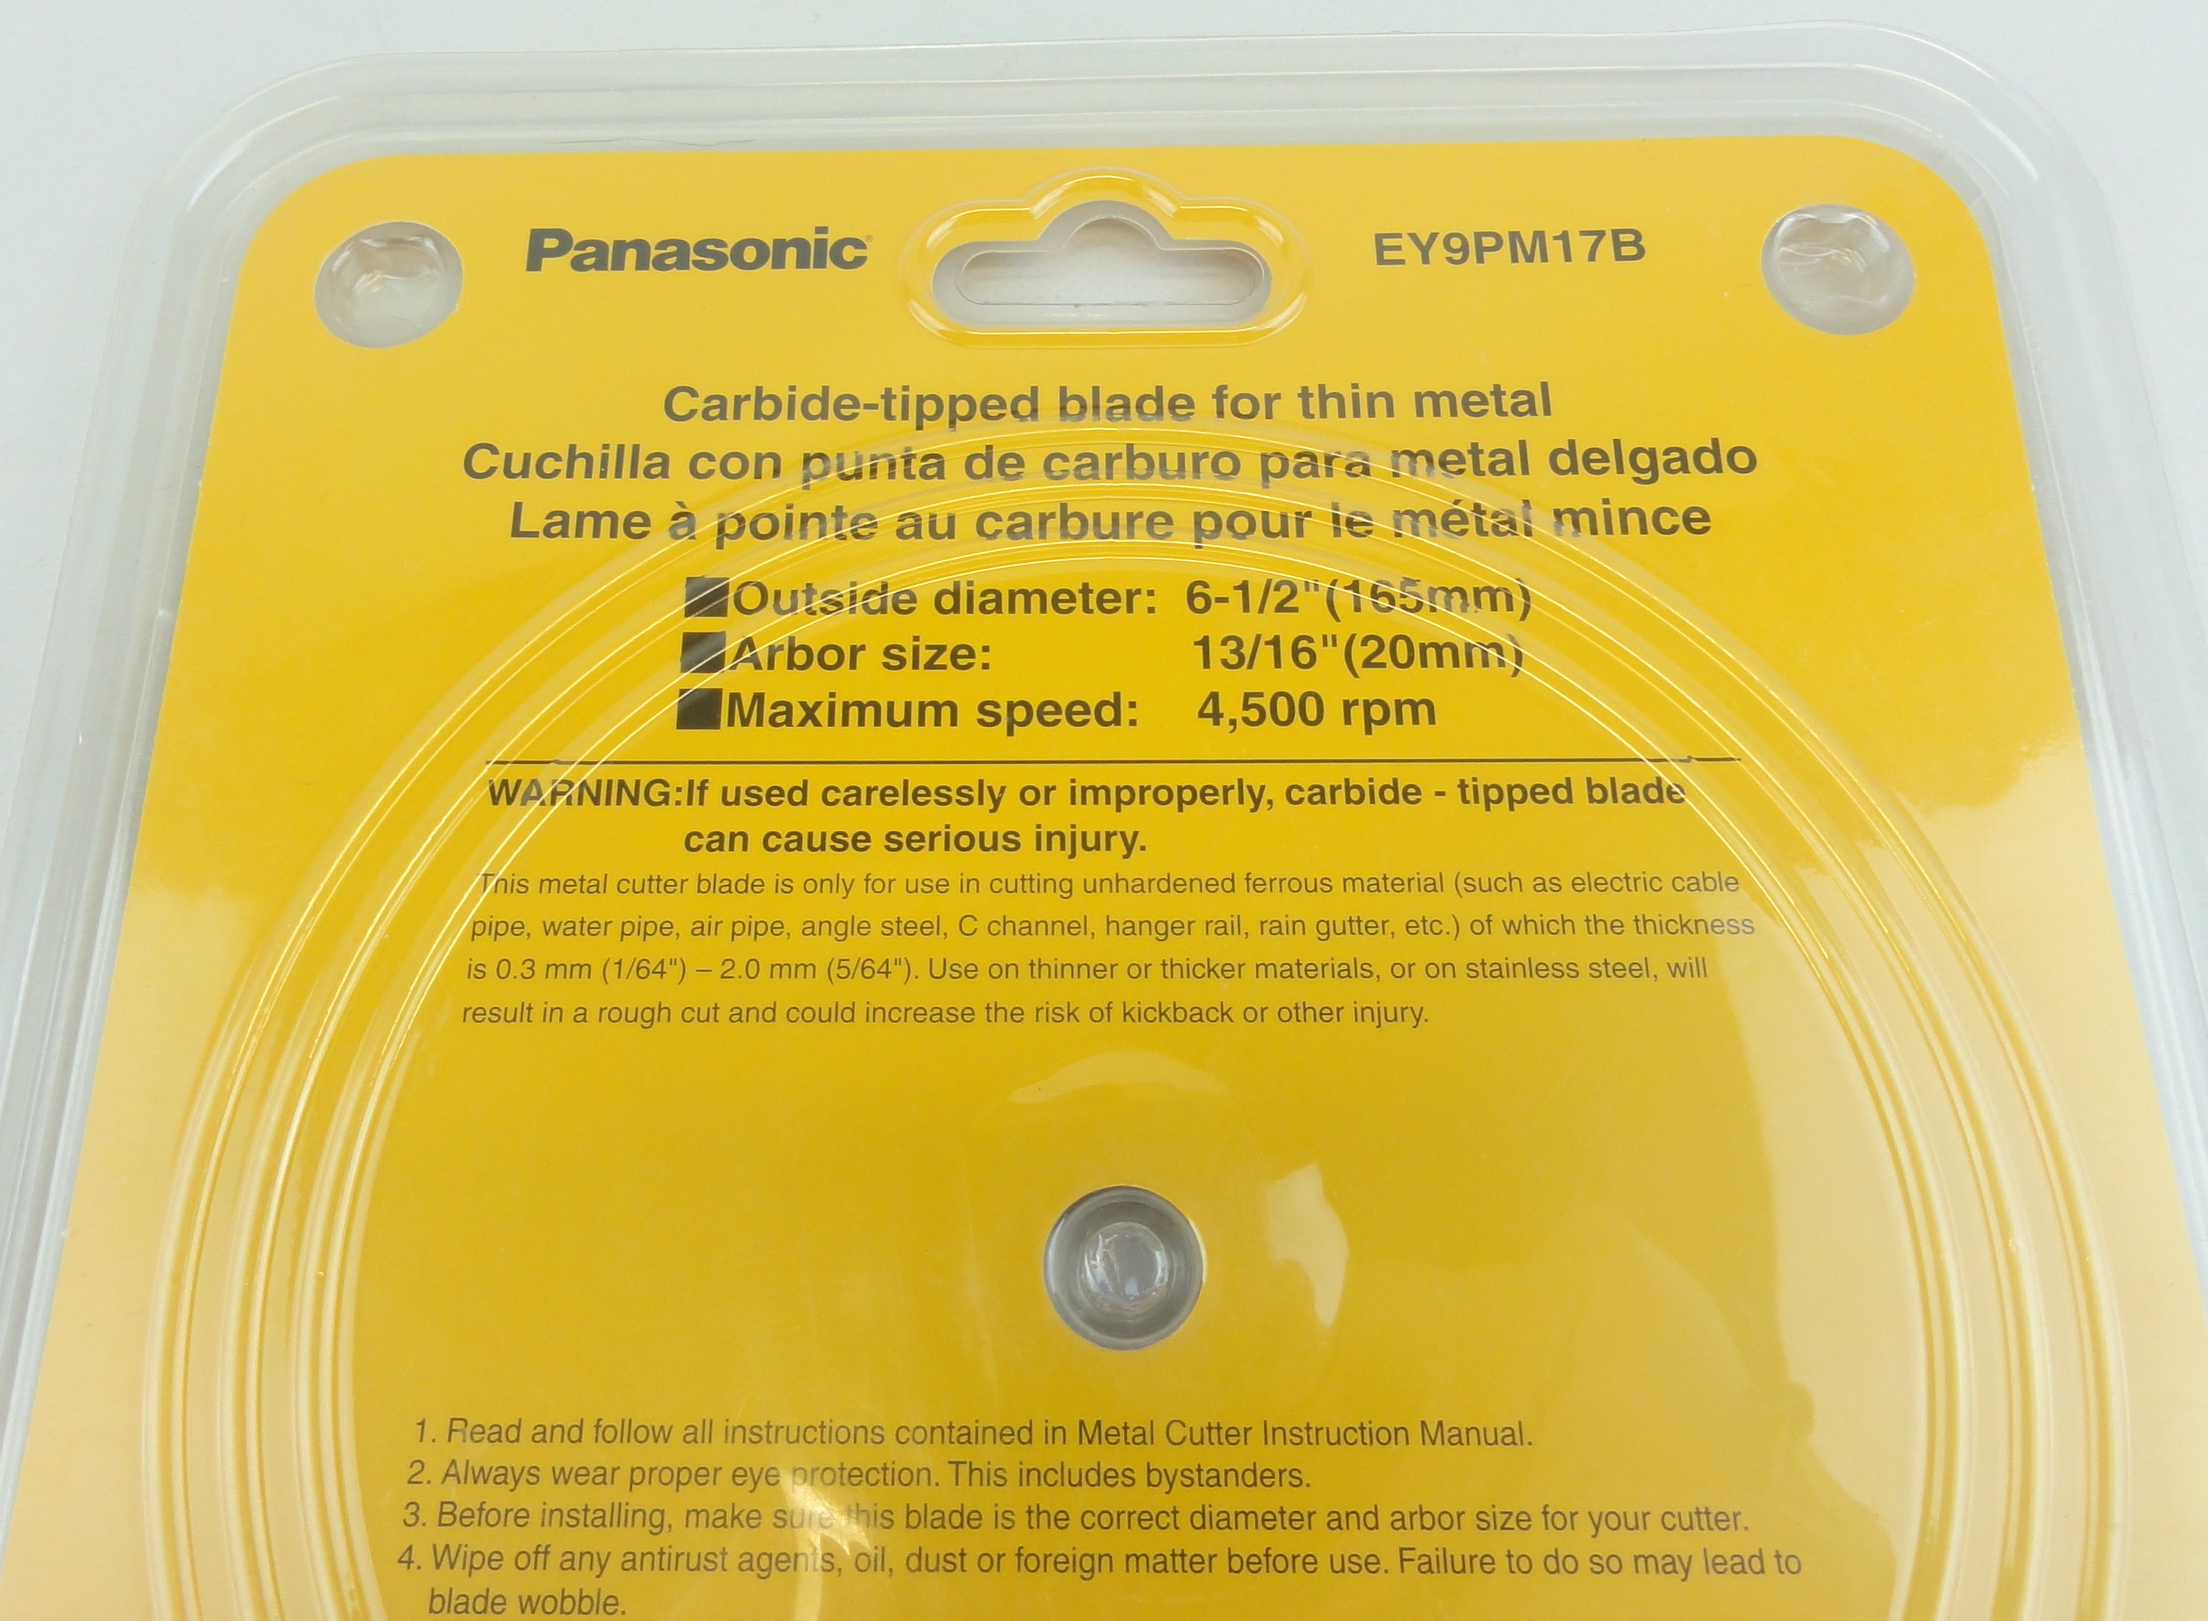 Panasonic® EY9PM17B
Carbide-tipped blade for thin metal
Cuchilla con punta de carburo para metal delgado
Lame à pointe au carbure pour le métal mince
■Outside diameter: 6-1/2"(165mm)
■Arbor size: 13/16"(20mm)
■Maximum speed: 4,500 rpm
WARNING:If used carelessly or improperly, carbide - tipped blade
can cause serious injury.
This metal cutter blade is only for use in cutting unhardened ferrous material (such as electric cable
pipe, water pipe, air pipe, angle steel, C channel, hanger rail, rain gutter, etc.) of which the thickness
is 0.3 mm (1/64") – 2.0 mm (5/64"). Use on thinner or thicker materials, or on stainless steel, will
result in a rough cut and could increase the risk of kickback or other injury.
1. Read and follow all instructions contained in Metal Cutter Instruction Manual.
2. Always wear proper eye protection. This includes bystanders.
3. Before installing, make sure this blade is the correct diameter and arbor size for your cutter.
4. Wipe off any antirust agents, oil, dust or foreign matter before use. Failure to do so may lead to
blade wobble.